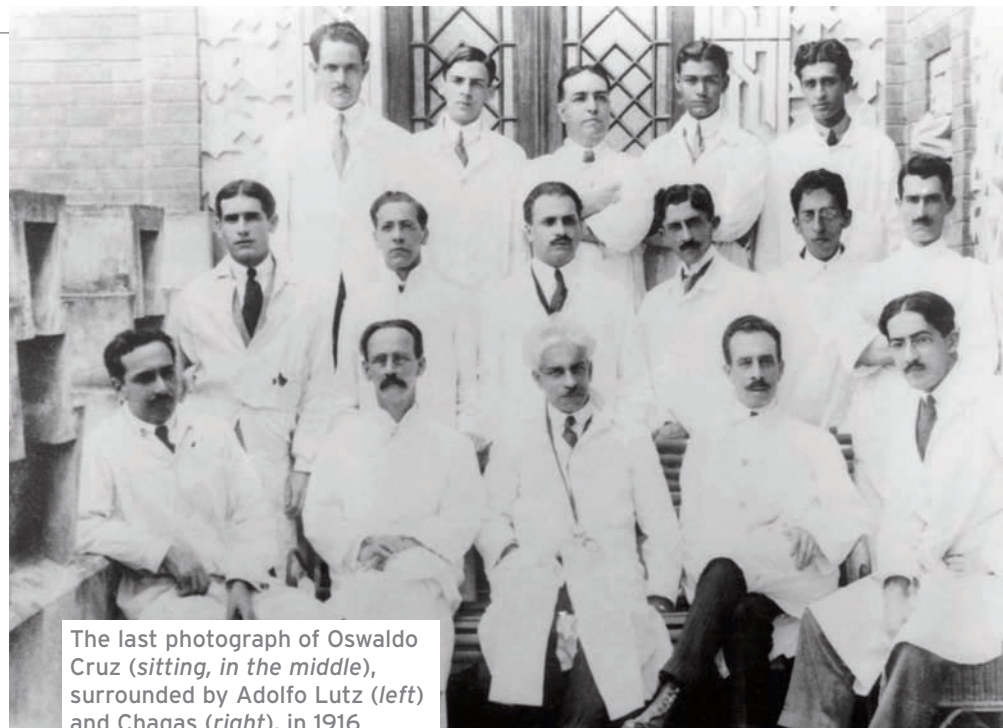 The last photograph of Oswaldo
Cruz (sitting, in the middle),
surrounded by Adolfo Lutz (left)
and Chagas (right), in 1916